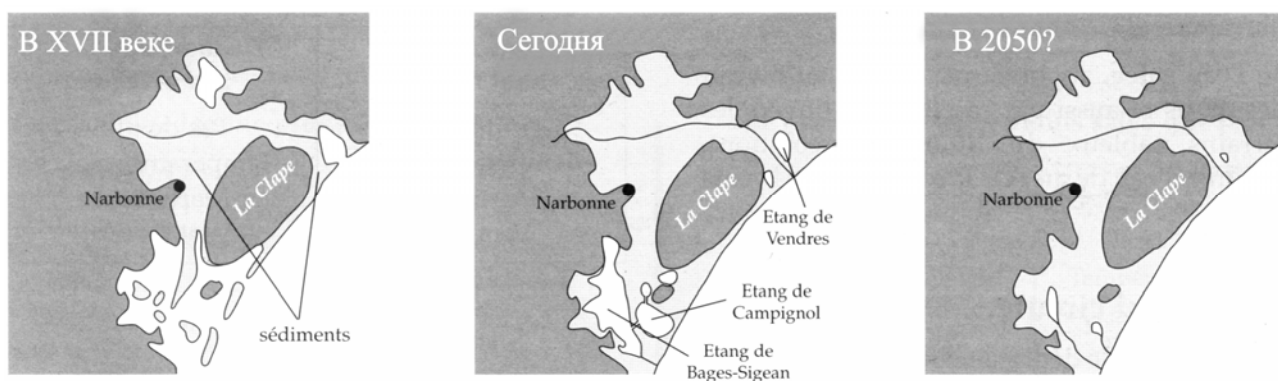 В XVII веке
Narbonne
La Clape
sédiments
Сегодня
Narbonne
La Clape
Etang de
Vendres
Etang de
Campignol
Etang de
Bages-Sigean
В 2050?
Narbonne
La Clape